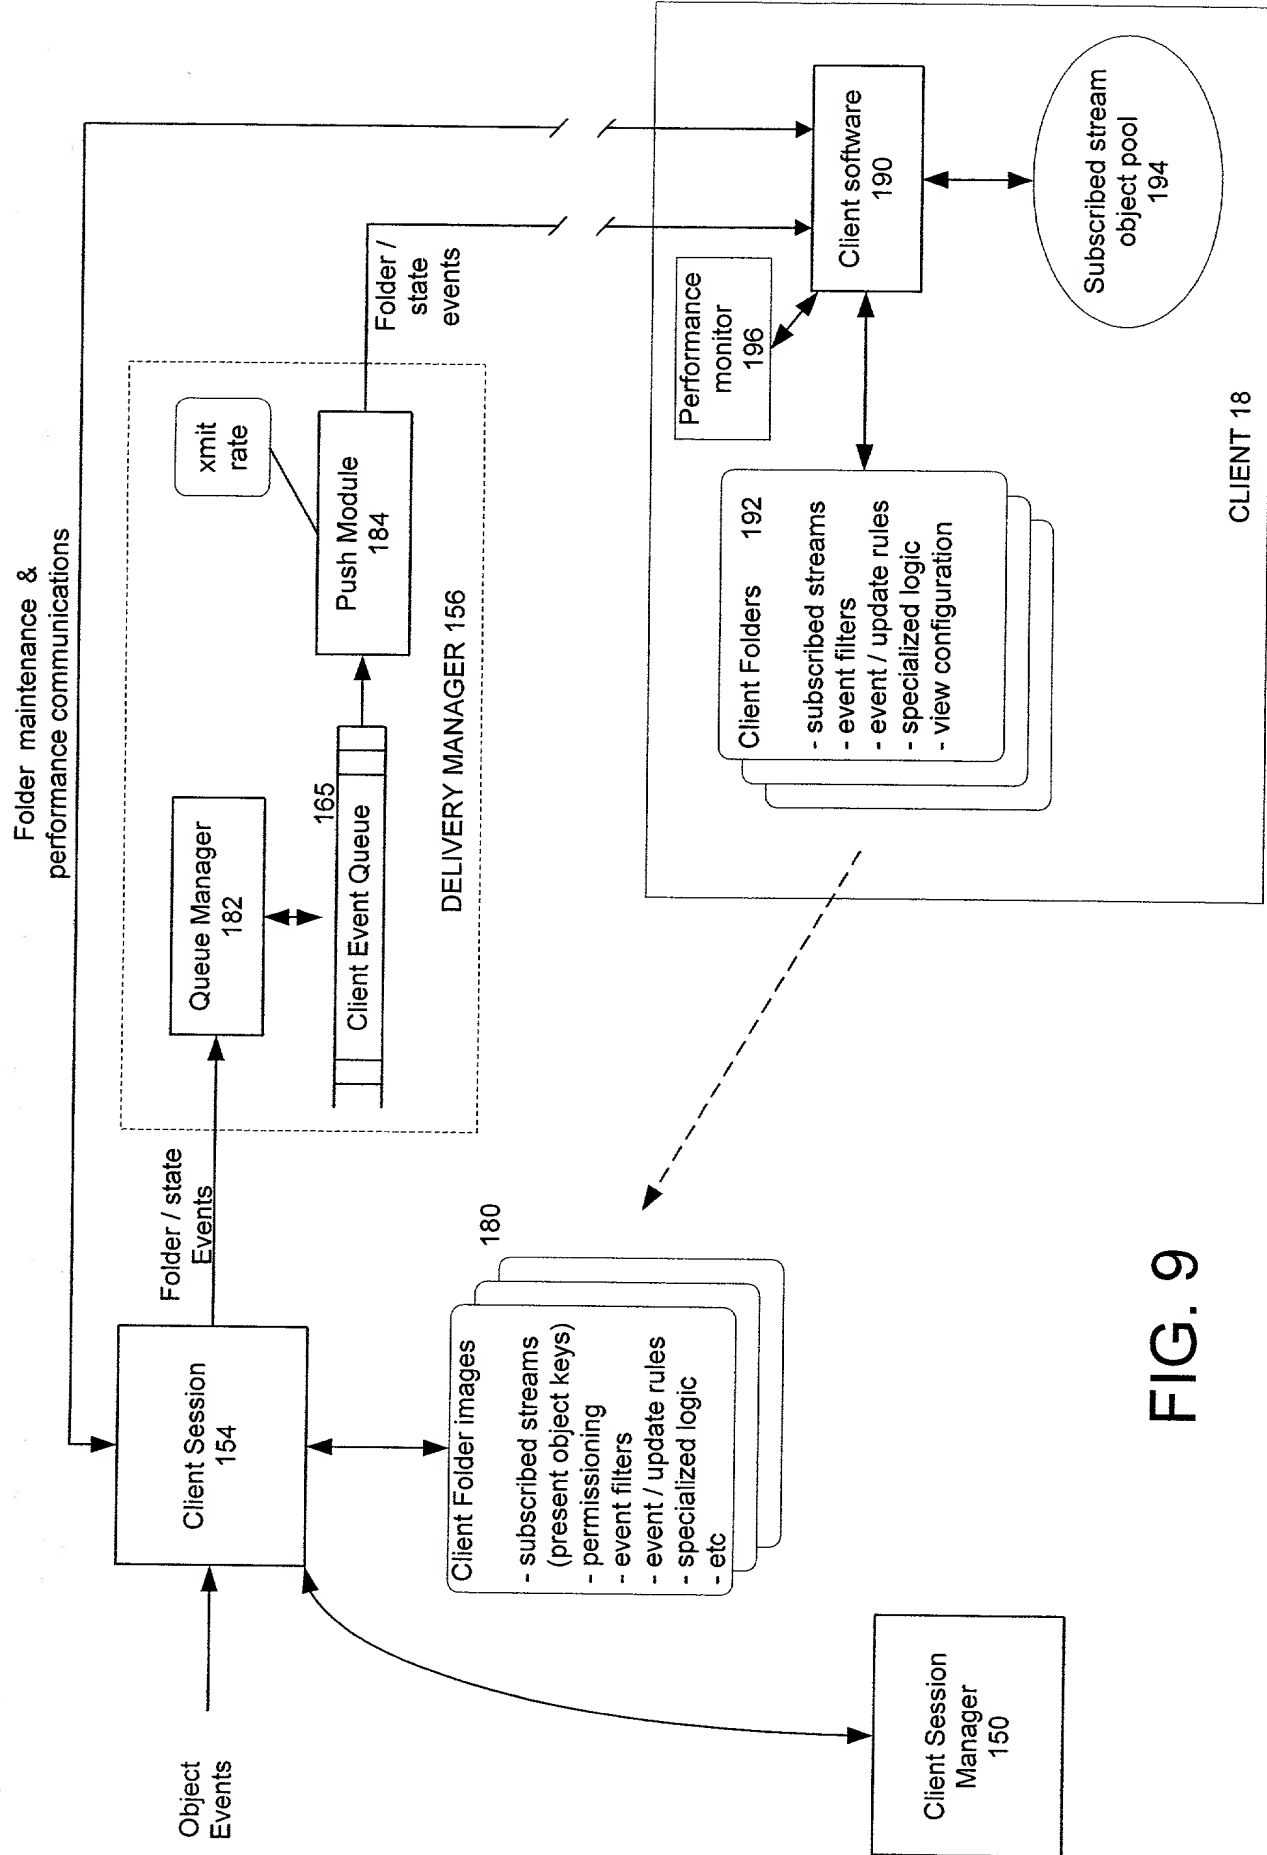 Folder maintenance &
performance communications
Object
Events
Client Session
154
Folder / state
Events
Queue Manager
182
165
Client Event Queue
xmit
rate
Push Module
184
DELIVERY MANAGER 156
Folder /
state
events
Client Folder images
180
- subscribed streams
(present object keys)
- permissioning
- event filters
- event / update rules
- specialized logic
- etc
Client Session
Manager
150
Performance
monitor
196
Client software
190
Client Folders 192
- subscribed streams
- event filters
- event / update rules
- specialized logic
- view configuration
Subscribed stream
object pool
194
CLIENT 18
FIG. 9